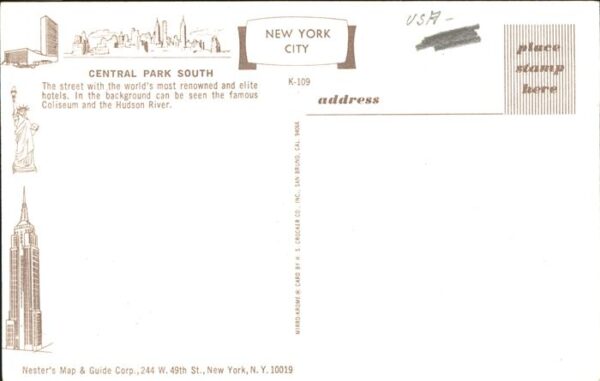 NEW YORK
CITY
USA-
place
stamp
here
CENTRAL PARK SOUTH
The street with the world's most renowned and elite
hotels. In the background can be seen the famous
Coliseum and the Hudson River.
K-109
address
MIRRO-KROME® CARD BY H. S. CROCKER CO., INC., SAN BRUNO, CAL. 94066
Nester's Map & Guide Corp., 244 W. 49th St., New York, N.Y. 10019